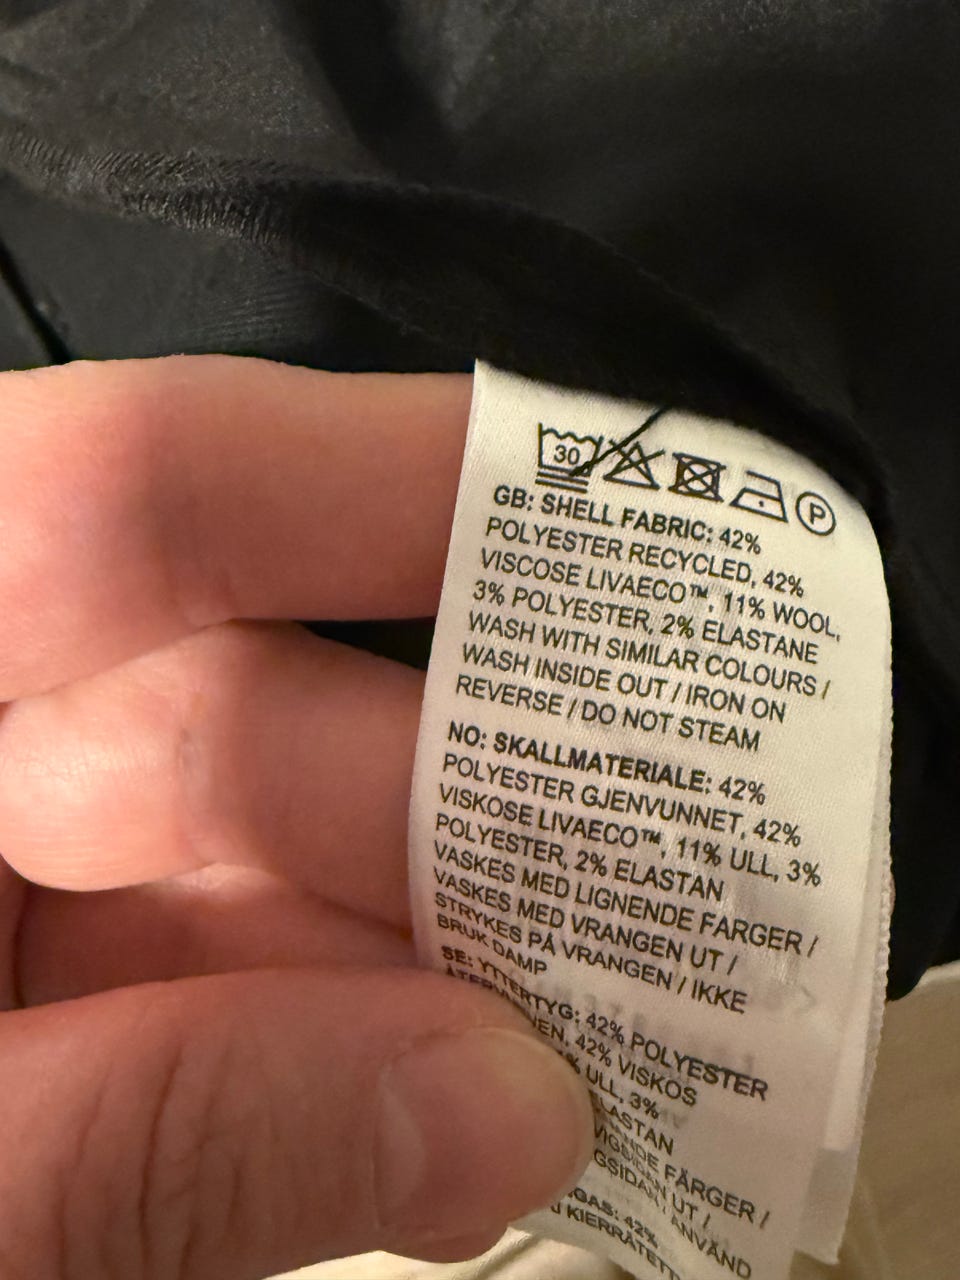 30 P
GB: SHELL FABRIC: 42%
POLYESTER RECYCLED, 42%
VISCOSE LIVAECO™, 11% WOOL,
3% POLYESTER, 2% ELASTANE
WASH WITH SIMILAR COLOURS /
WASH INSIDE OUT / IRON ON
REVERSE / DO NOT STEAM
NO: SKALLMATERIALE: 42%
POLYESTER GJENVUNNET, 42%
VISKOSE LIVAECO™, 11% ULL, 3%
POLYESTER, 2% ELASTAN
VASKES MED LIGNENDE FARGER /
VASKES MED VRANGEN UT /
STRYKES PÅ VRANGEN / IKKE
BRUK DAMP
SE: YTTERTYG: 42% POLYESTER
42% VISKOS
ULL, 3%
ELASTAN
FÄRGER /
UT /
ANVÄND
42%